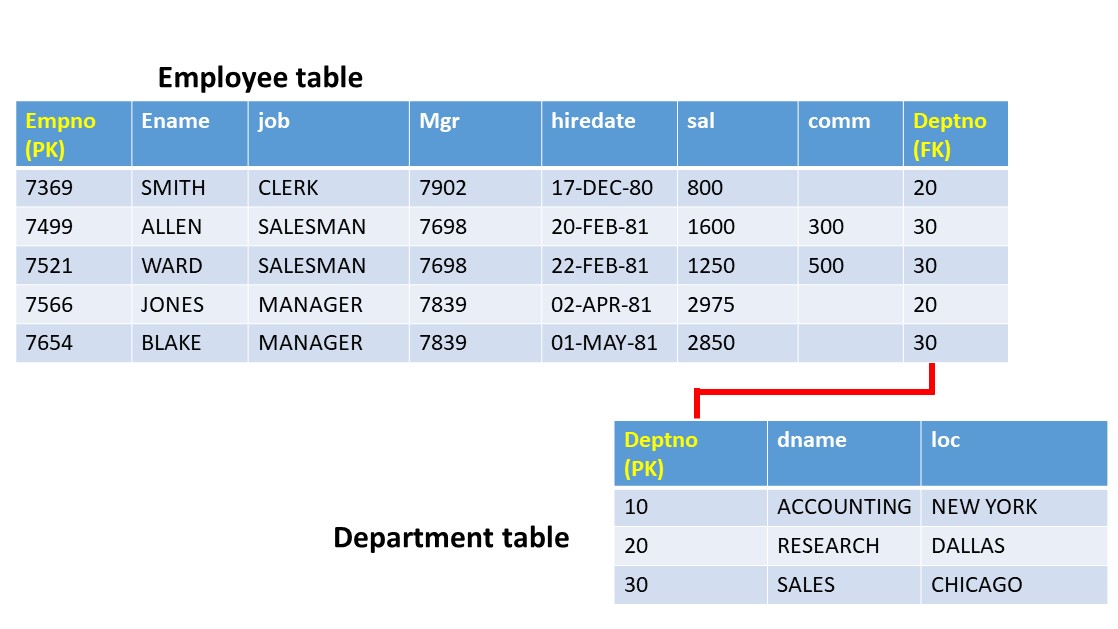 Employee table
Empno Ename job Mgr hiredate sal comm Deptno
(PK) (FK)
7369 SMITH CLERK 7902 17-DEC-80 800 20
7499 ALLEN SALESMAN 7698 20-FEB-81 1600 300 30
7521 WARD SALESMAN 7698 22-FEB-81 1250 500 30
7566 JONES MANAGER 7839 02-APR-81 2975 20
7654 BLAKE MANAGER 7839 01-MAY-81 2850 30
Deptno dname loc
(PK)
10 ACCOUNTING NEW YORK
Department table
20 RESEARCH DALLAS
30 SALES CHICAGO